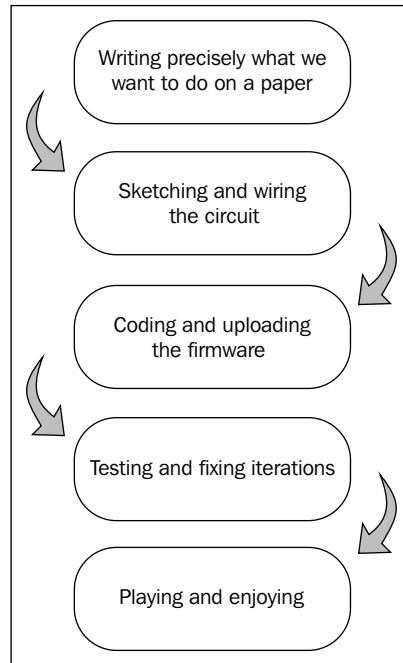 Writing precisely what we
want to do on a paper
Sketching and wiring
the circuit
Coding and uploading
the firmware
Testing and fixing iterations
Playing and enjoying